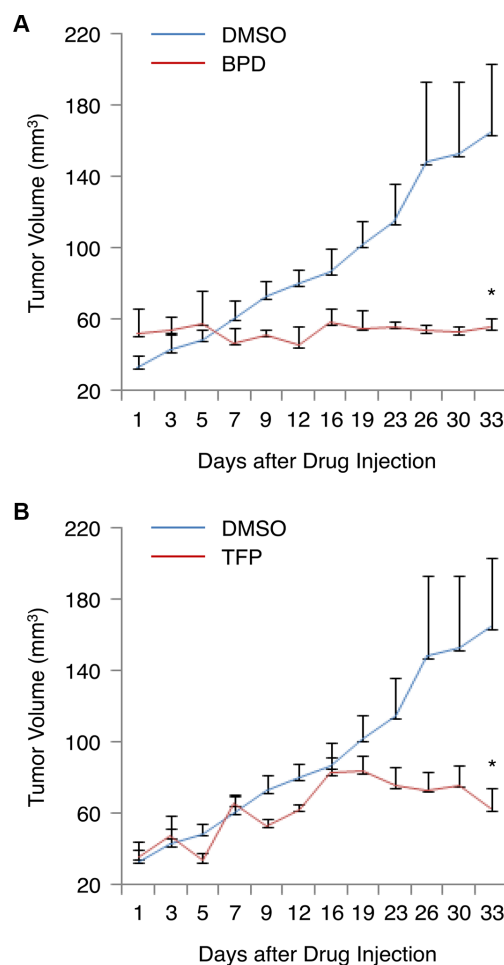 A
DMSO
BPD
Tumor Volume (mm³)
220
180
140
100
60
20
*
1 3 5 7 9 12 16 19 23 26 30 33
Days after Drug Injection
B
DMSO
TFP
Tumor Volume (mm³)
220
180
140
100
60
20
*
1 3 5 7 9 12 16 19 23 26 30 33
Days after Drug Injection